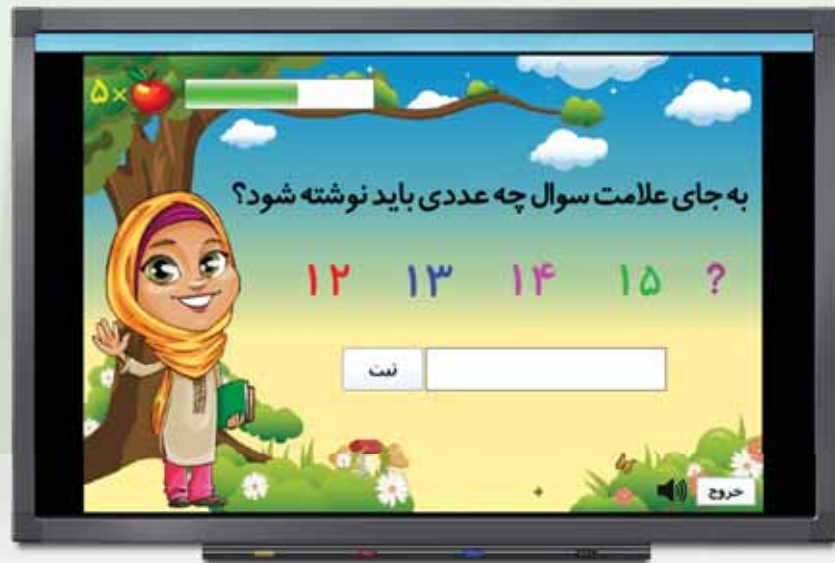 ۵×
به جای علامت سوال چه عددی باید نوشته شود؟
۱۲ ۱۳ ۱۴ ۱۵ ?
ثبت
خروج